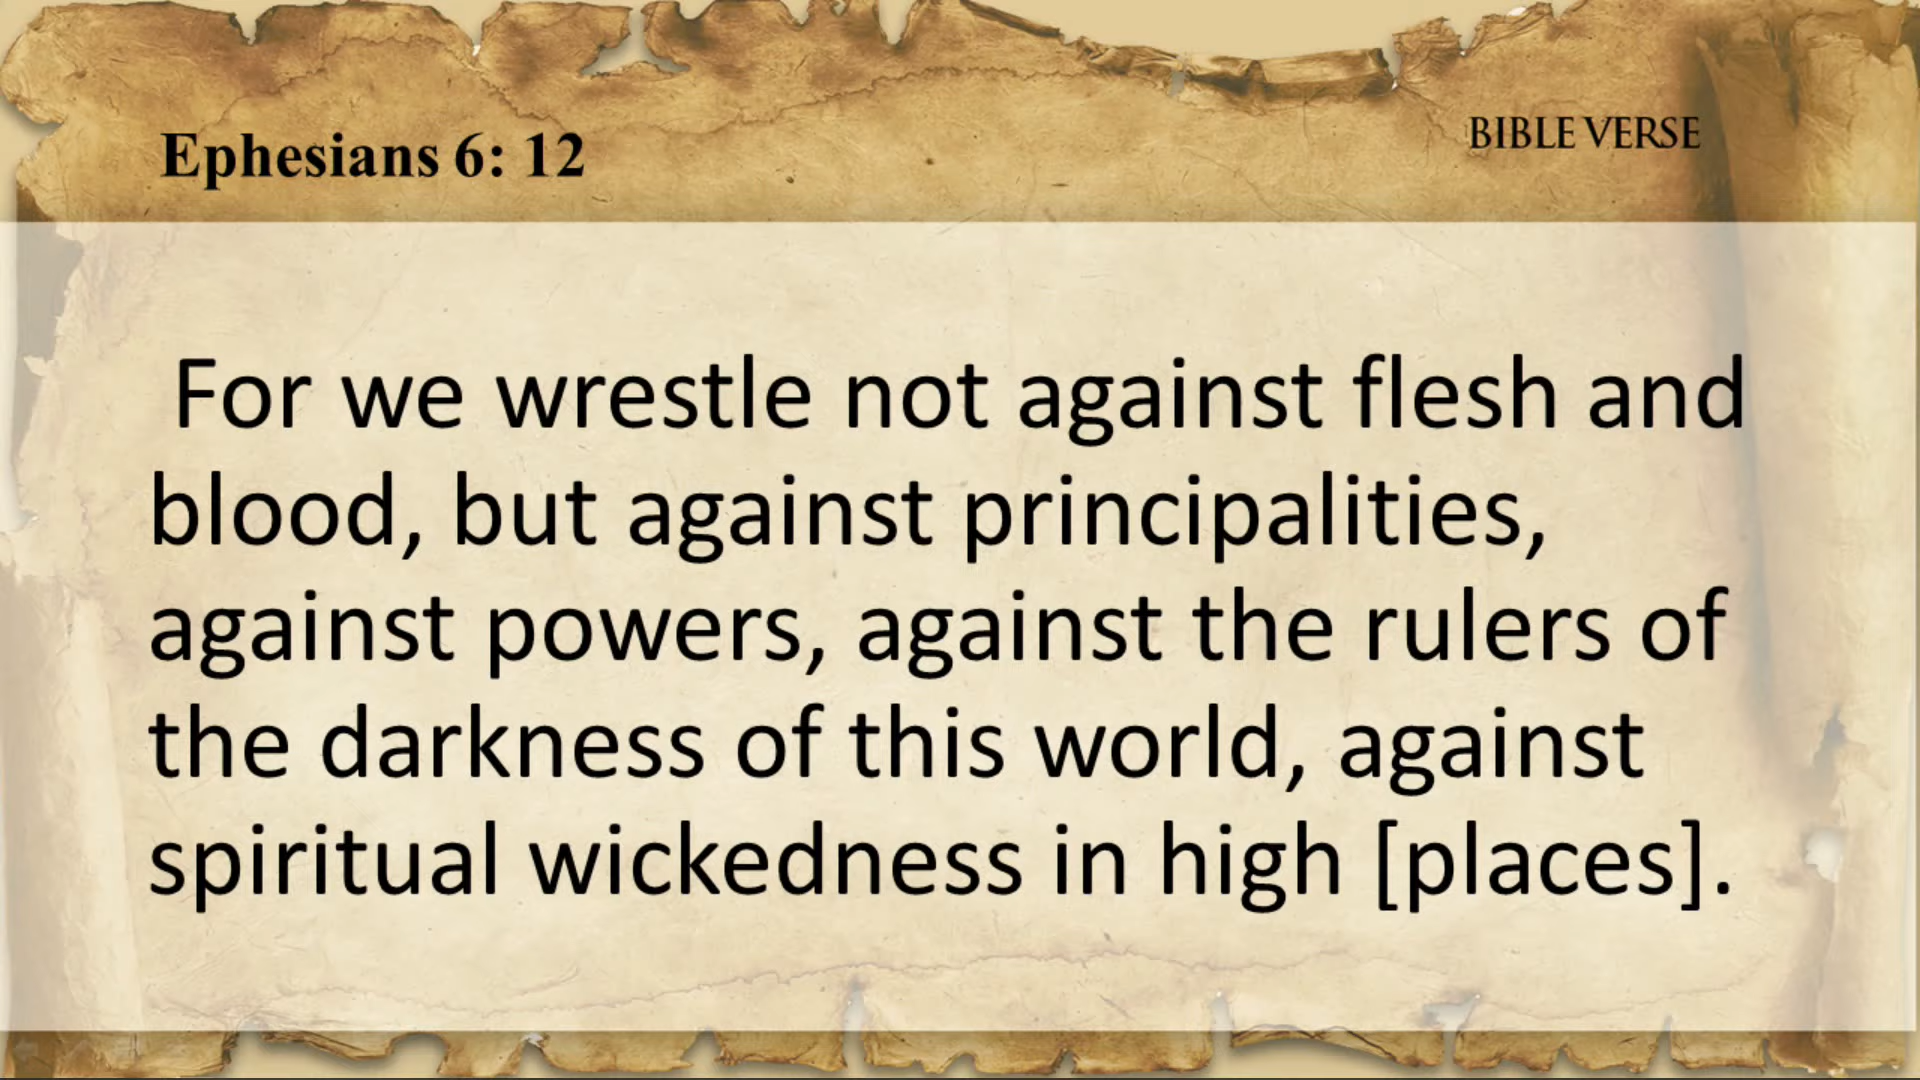 Ephesians 6: 12
BIBLE VERSE
For we wrestle not against flesh and
blood, but against principalities,
against powers, against the rulers of
the darkness of this world, against
spiritual wickedness in high [places].